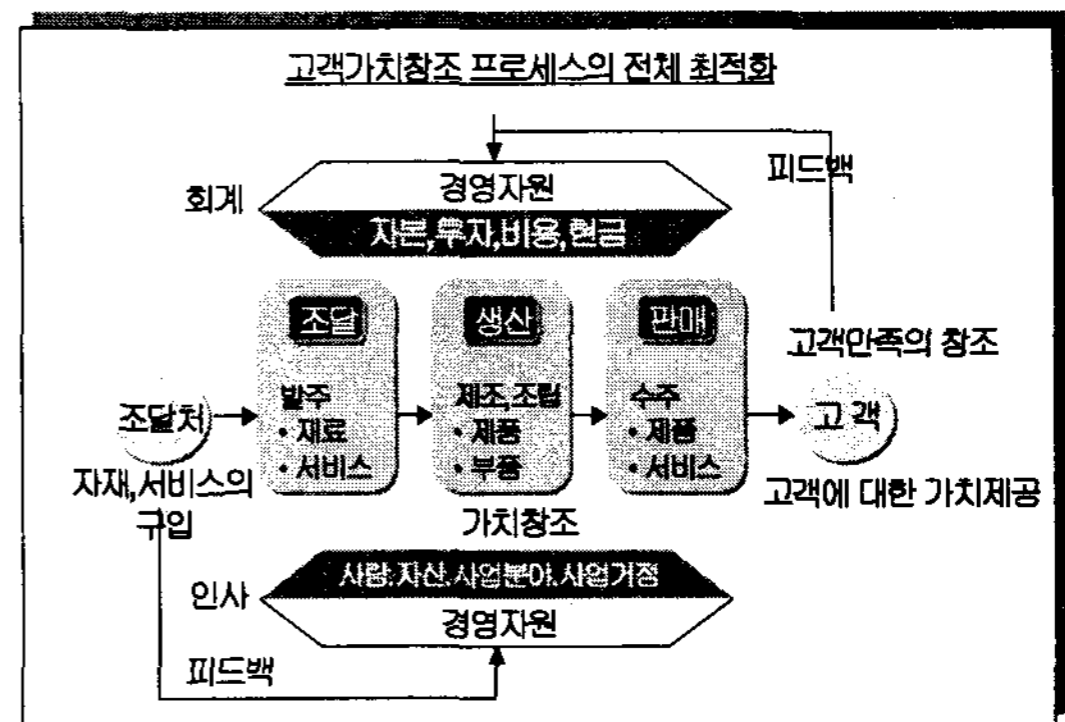 고객가치창조 프로세스의 전체 최적화
피드백
회계
경영자원
자본,투자,비용,현금
조달
생산
판매
고객만족의 창조
조달처
발주
• 재료
• 서비스
제조,조립
• 제품
• 부품
수주
• 제품
• 서비스
고 객
자재,서비스의
구입
고객에 대한 가치제공
가치창조
인사
사람,자산,사업분야,사업거점
경영자원
피드백